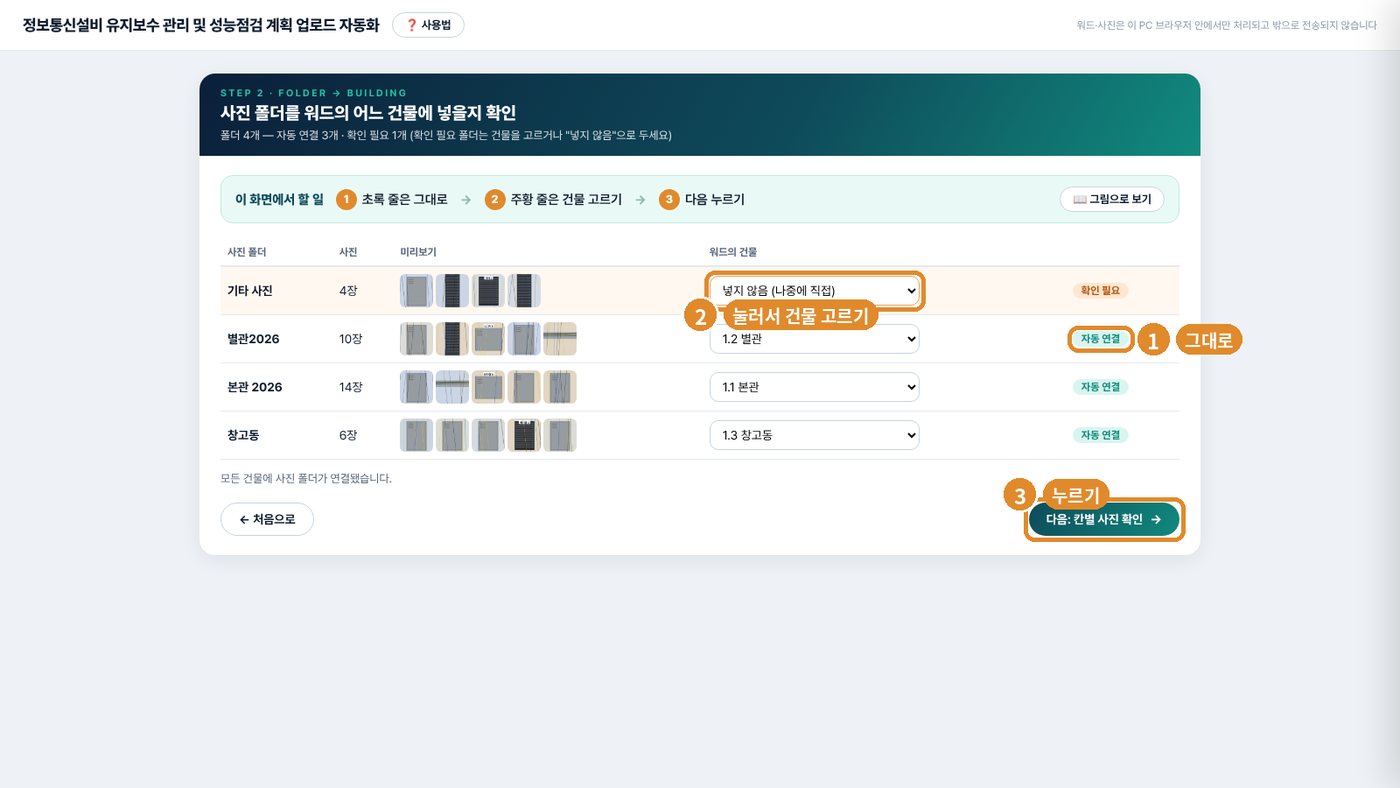 정보통신설비 유지보수 관리 및 성능점검 계획 업로드 자동화
❓ 사용법
워드·사진은 이 PC 브라우저 안에서만 처리되고 밖으로 전송되지 않습니다
STEP 2 · FOLDER → BUILDING
사진 폴더를 워드의 어느 건물에 넣을지 확인
폴더 4개 — 자동 연결 3개 · 확인 필요 1개 (확인 필요 폴더는 건물을 고르거나 "넣지 않음"으로 두세요)
이 화면에서 할 일 1 초록 줄은 그대로 → 2 주황 줄은 건물 고르기 → 3 다음 누르기
📖 그림으로 보기
사진 폴더 사진 미리보기 워드의 건물
기타 사진 4장 넣지 않음 (나중에 직접) 확인 필요
2 눌러서 건물 고르기
별관2026 10장 1.2 별관 자동 연결 1 그대로
본관 2026 14장 1.1 본관 자동 연결
창고동 6장 1.3 창고동 자동 연결
모든 건물에 사진 폴더가 연결됐습니다.
3 누르기
← 처음으로
다음: 칸별 사진 확인 →